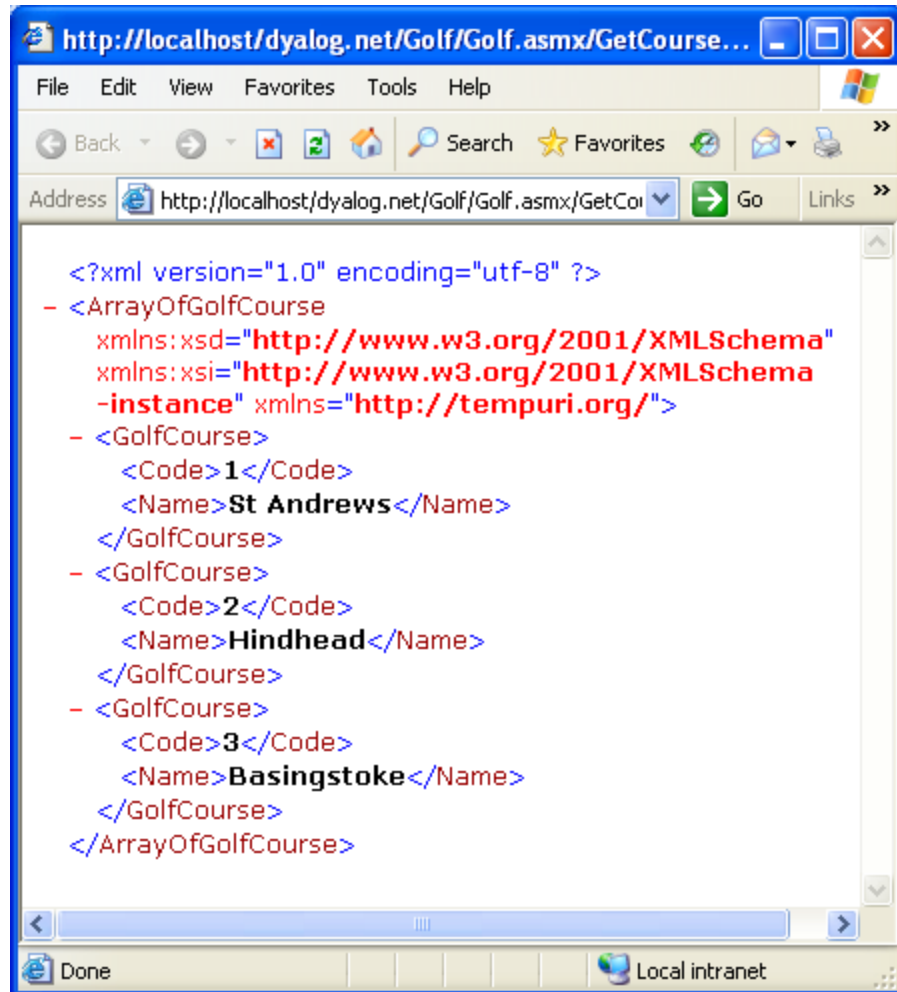 http://localhost/dyalog.net/Golf/Golf.asmx/GetCourse...
File Edit View Favorites Tools Help
Back Search Favorites »
Address http://localhost/dyalog.net/Golf/Golf.asmx/GetCo Go Links »
<?xml version="1.0" encoding="utf-8" ?>
- <ArrayOfGolfCourse
xmlns:xsd="http://www.w3.org/2001/XMLSchema"
xmlns:xsi="http://www.w3.org/2001/XMLSchema
-instance" xmlns="http://tempuri.org/">
- <GolfCourse>
<Code>1</Code>
<Name>St Andrews</Name>
</GolfCourse>
- <GolfCourse>
<Code>2</Code>
<Name>Hindhead</Name>
</GolfCourse>
- <GolfCourse>
<Code>3</Code>
<Name>Basingstoke</Name>
</GolfCourse>
</ArrayOfGolfCourse>
Done Local intranet